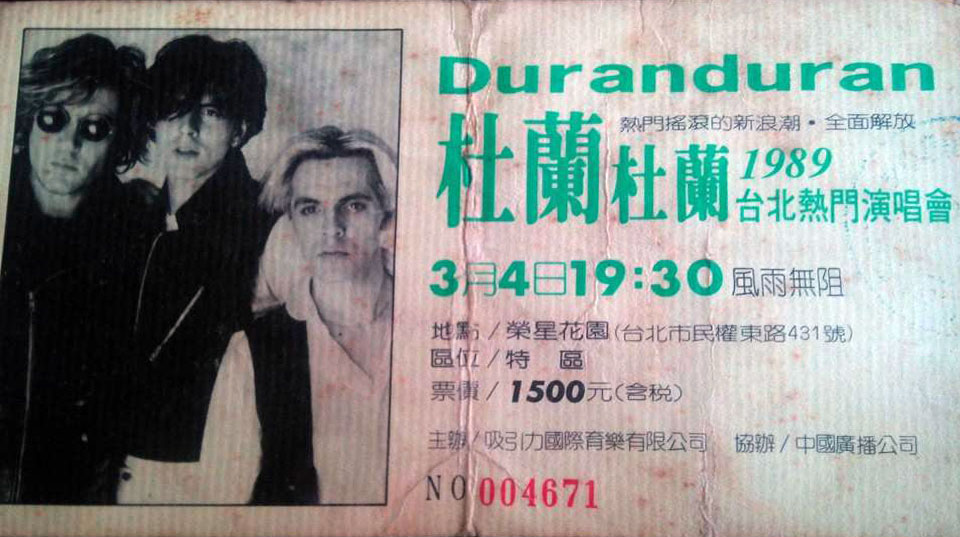 Duranduran
熱門搖滾的新浪潮・全面解放
杜蘭杜蘭 1989
台北熱門演唱會
3月4日19:30 風雨無阻
地點/榮星花園(台北市民權東路431號)
區位/特 區
票價/1500元(含稅)
主辦/吸引力國際育樂有限公司 協辦/中國廣播公司
NO 004671